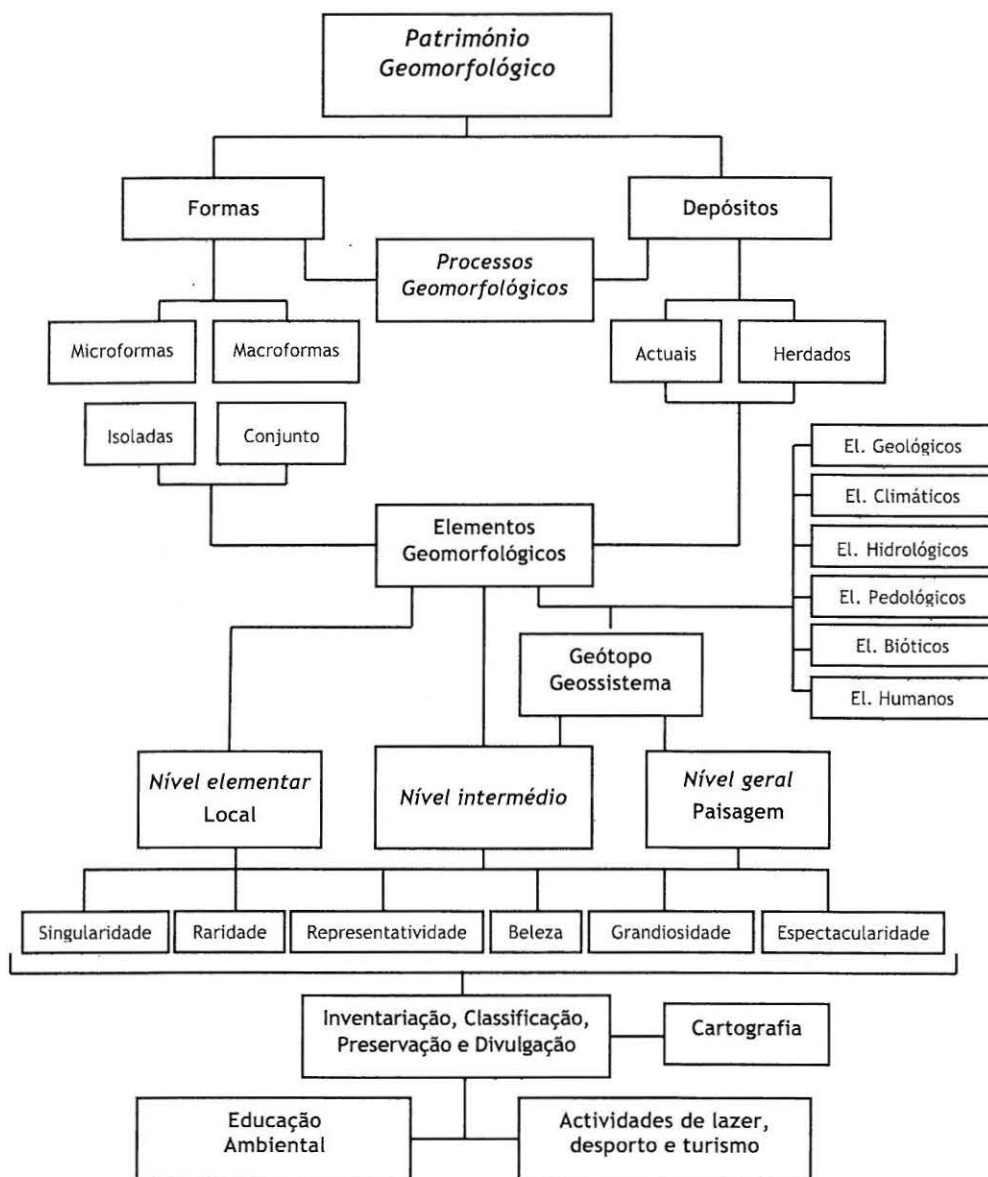 Património
Geomorfológico
Formas
Depósitos
Processos
Geomorfológicos
Microformas
Macroformas
Actuais
Herdados
Isoladas
Conjunto
El. Geológicos
El. Climáticos
Elementos
Geomorfológicos
El. Hidrológicos
El. Pedológicos
Geótopo
Geossistema
El. Bióticos
El. Humanos
Nível elementar
Local
Nível intermédio
Nível geral
Paisagem
Singularidade
Raridade
Representatividade
Beleza
Grandiosidade
Espectacularidade
Inventariação, Classificação,
Preservação e Divulgação
Cartografia
Educação
Ambiental
Actividades de lazer,
desporto e turismo